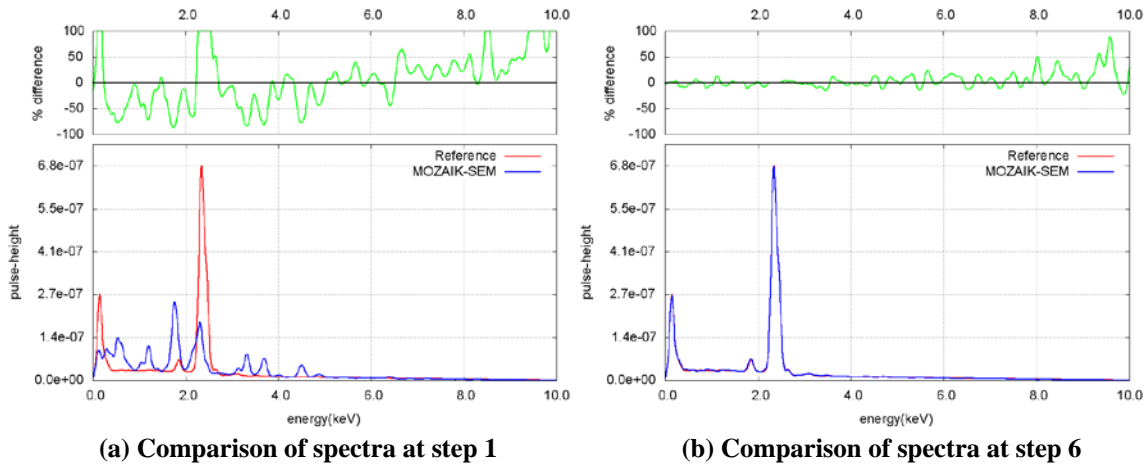 0.0 2.0 4.0 6.0 8.0 10.0
100
50
0
-50
-100
% difference
6.8e-07
5.5e-07
4.1e-07
2.7e-07
1.4e-07
0.0e+00
pulse-height
Reference
MOZAIK-SEM
0.0 2.0 4.0 6.0 8.0 10.0
energy(keV)
(a) Comparison of spectra at step 1
0.0 2.0 4.0 6.0 8.0 10.0
100
50
0
-50
-100
% difference
6.8e-07
5.5e-07
4.1e-07
2.7e-07
1.4e-07
0.0e+00
pulse-height
Reference
MOZAIK-SEM
0.0 2.0 4.0 6.0 8.0 10.0
energy(keV)
(b) Comparison of spectra at step 6